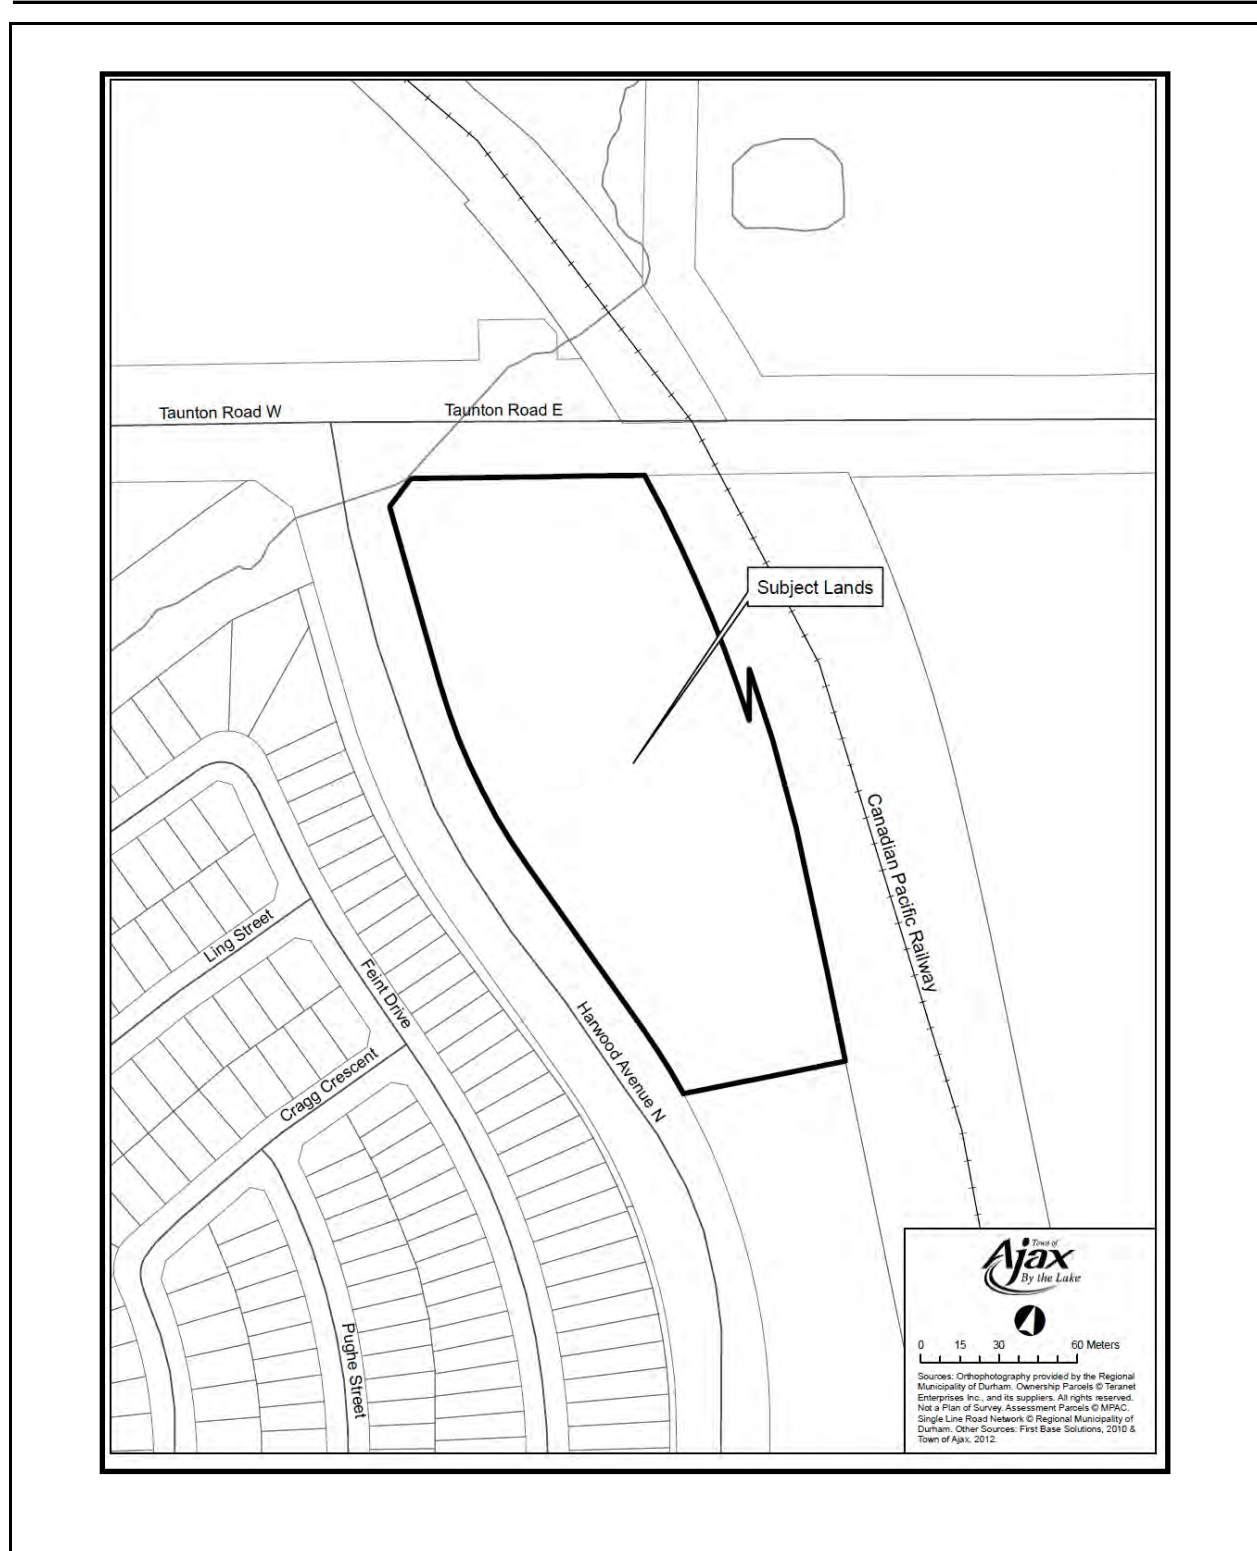 Taunton Road W
Taunton Road E
Subject Lands
Canadian Pacific Railway
Ling Street
Feint Drive
Harwood Avenue N
Cragg Crescent
Pughe Street
Town of
Ajax
By the Lake
0 15 30 60 Meters
Sources: Orthophotography provided by the Regional
Municipality of Durham. Ownership Parcels © Teranet
Enterprises Inc., and its suppliers. All rights reserved.
Not a Plan of Survey. Assessment Parcels © MPAC.
Single Line Road Network © Regional Municipality of
Durham. Other Sources: First Base Solutions, 2010 &
Town of Ajax, 2012.